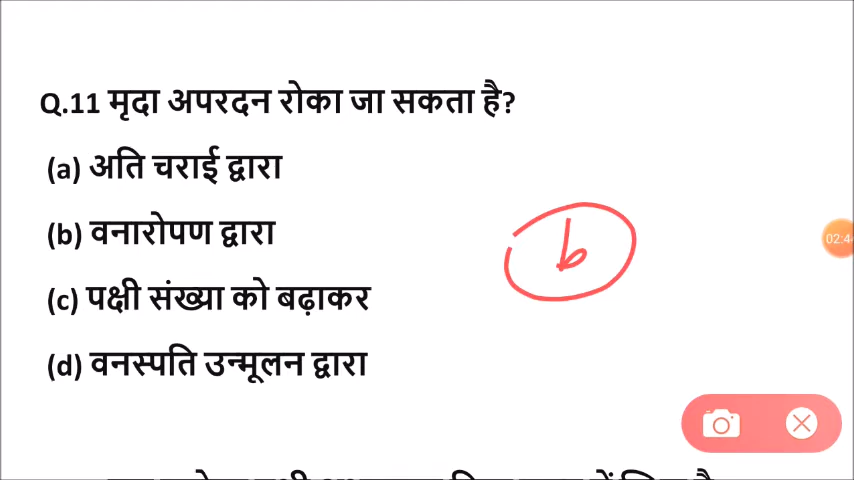 Q.11 मृदा अपरदन रोका जा सकता है?
(a) अति चराई द्वारा
(b) वनारोपण द्वारा
b
02:4
(c) पक्षी संख्या को बढ़ाकर
(d) वनस्पति उन्मूलन द्वारा